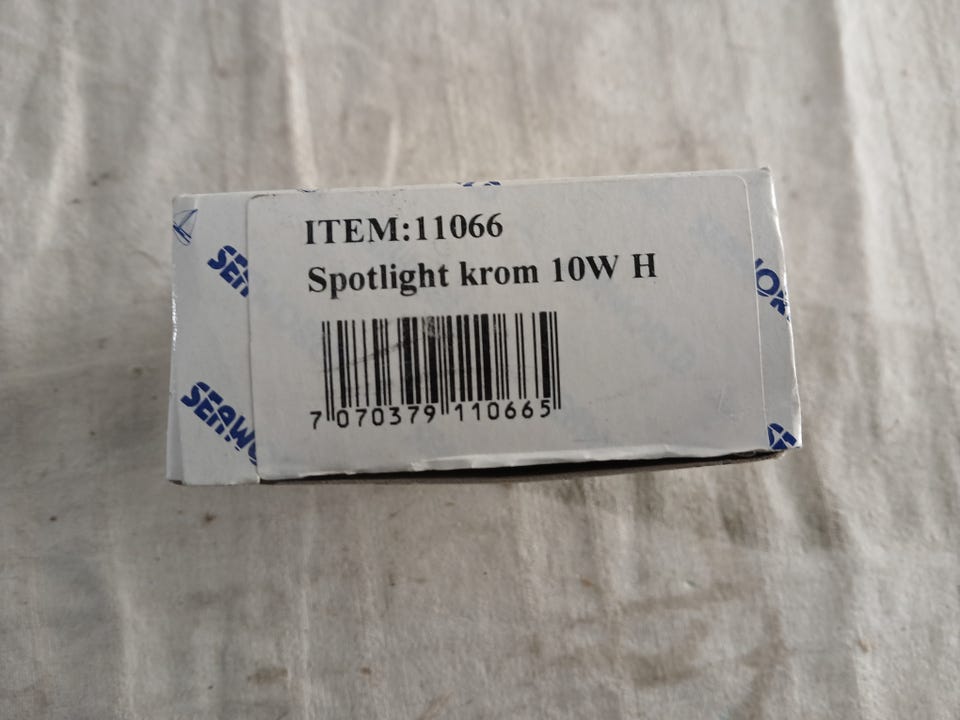 ITEM:11066
Spotlight krom 10W H
7 070379 110665